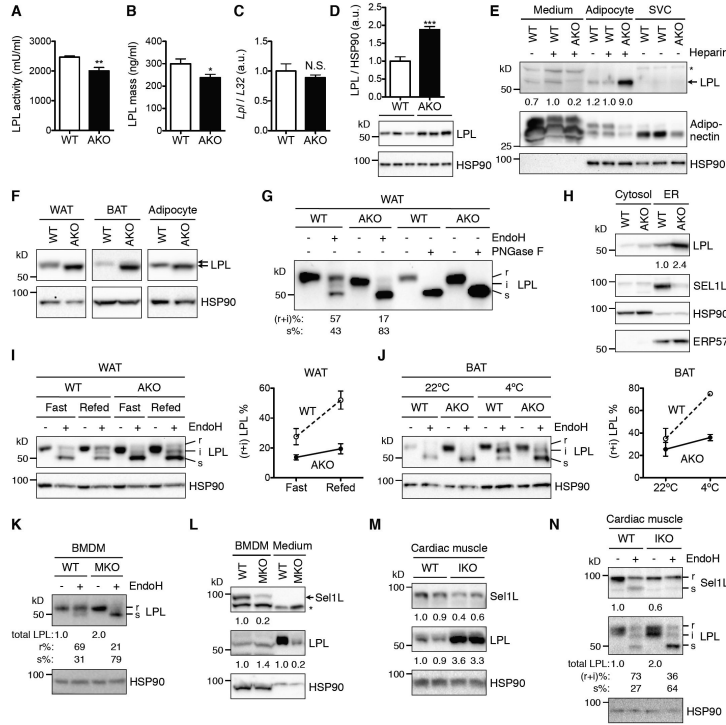 A
LPL activity (mU/ml)
3000
2000
1000
0
**
WT AKO
B
LPL mass (ng/ml)
400
300
200
100
0
*
WT AKO
C
Lpl / L32 (a.u.)
1.5
1.0
0.5
0.0
N.S.
WT AKO
D
LPL / HSP90 (a.u.)
2.5
2.0
1.5
1.0
0.5
0.0
***
WT AKO
kD
50
LPL
100
HSP90
E
Medium Adipocyte SVC
WT WT AKO WT WT AKO WT WT AKO
- + + - + + - + + Heparin
kD
75
50
*
LPL
0.7 1.0 0.2 1.2 1.0 9.0
25
Adipo-
nectin
100
HSP90
F
WAT BAT Adipocyte
WT AKO WT AKO WT AKO
kD
50
LPL
100
HSP90
G
WAT
WT AKO WT AKO
- + - + EndoH
- + - + PNGase F
kD
50
r
i LPL
s
(r+i)%: 57 17
s%: 43 83
H
Cytosol ER
WT AKO WT AKO
kD
50
LPL
1.0 2.4
100
SEL1L
100
HSP90
50
ERP57
I
WAT
WT AKO
Fast Refed Fast Refed
- + - + - + - + EndoH
kD
50
r
i LPL
s
100
HSP90
WAT
(r+i) LPL %
60
40
20
0
WT
AKO
Fast Refed
J
BAT
22ºC 4ºC
WT AKO WT AKO
- + - + - + - + EndoH
kD
50
r
i LPL
s
100
HSP90
BAT
(r+i) LPL %
80
60
40
20
0
WT
AKO
22ºC 4ºC
K
BMDM
WT MKO
- + - + EndoH
kD
50
r
s LPL
total LPL: 1.0 2.0
r% 69 21
s% 31 79
100
HSP90
L
BMDM Medium
WT MKO WT MKO
kD
100
Sel1L
*
1.0 0.2
50
LPL
1.0 1.4 1.0 0.2
100
HSP90
M
Cardiac muscle
WT IKO
kD
100
Sel1L
1.0 0.9 0.4 0.6
50
LPL
1.0 0.9 3.6 3.3
100
HSP90
N
Cardiac muscle
WT IKO
- + - + EndoH
kD
100
r
s Sel1L
1.0 0.6
50
r
i LPL
s
total LPL: 1.0 2.0
(r+i)% 73 36
s%: 27 64
100
HSP90